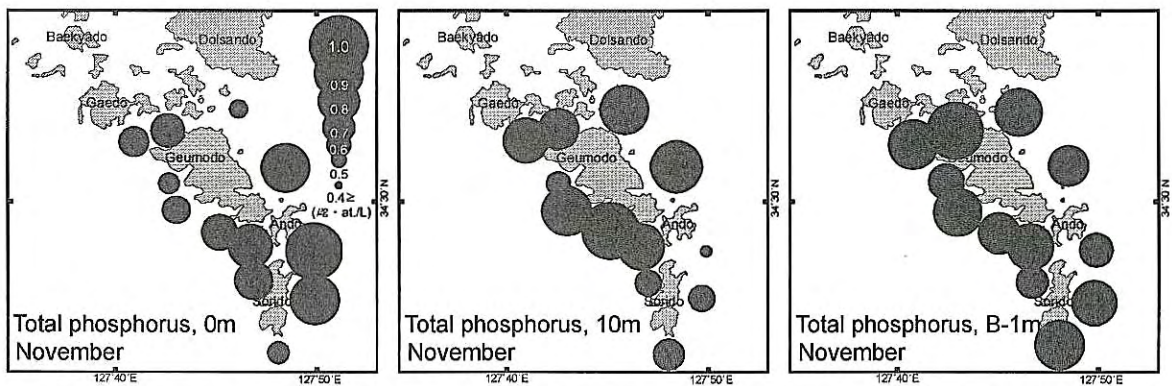 Baekyado
Dolsando
Gaedo
Geumodo
Ando
Sorido
1.0
0.9
0.8
0.7
0.6
0.5
0.4≥
(㎍・at/L)
Total phosphorus, 0m
November
127°40'E
127°50'E
34°30'N
Baekyado
Dolsando
Gaedo
Geumodo
Ando
Sorido
Total phosphorus, 10m
November
127°40'E
127°50'E
34°30'N
Baekyado
Dolsando
Gaedo
Geumodo
Ando
Sorido
Total phosphorus, B-1m
November
127°40'E
127°50'E
34°30'N